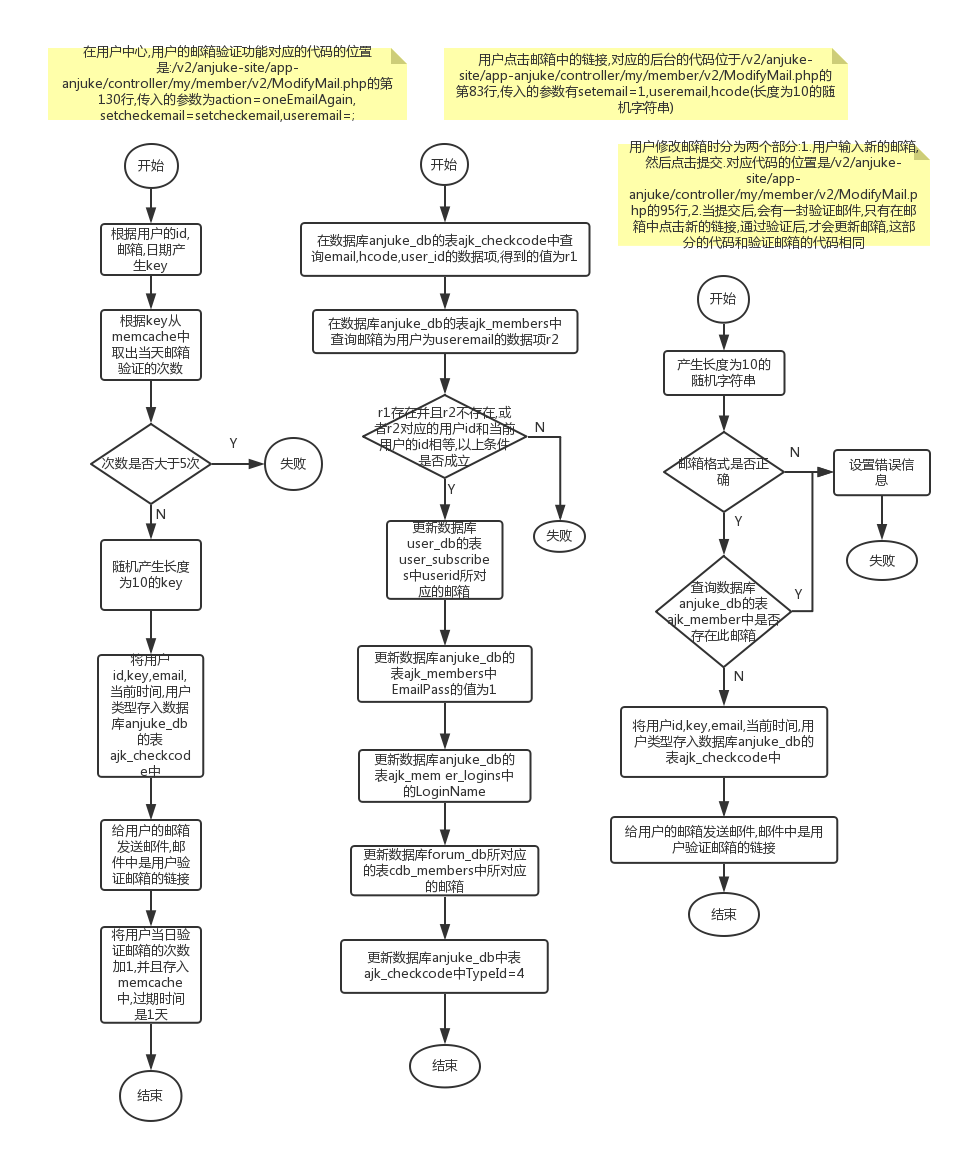 在用户中心,用户的邮箱验证功能对应的代码的位置
是:/v2/anjuke-site/app-
anjuke/controller/my/member/v2/ModifyMail.php的第
130行,传入的参数为action=oneEmailAgain,
setcheckemail=setcheckemail,useremail=;
开始
根据用户的id,
邮箱,日期产
生key
根据key从
memcache中
取出当天邮箱
验证的次数
次数是否大于5次
Y
失败
N
随机产生长度
为10的key
将用户
id,key,email,
当前时间,用户
类型存入数据
库anjuke_db
的表
ajk_checkcod
e中
给用户的邮箱
发送邮件,邮
件中是用户验
证邮箱的链接
将用户当日验
证邮箱的次数
加1,并且存入
memcache
中,过期时间
是1天
结束
用户点击邮箱中的链接,对应的后台的代码位于/v2/anjuke-
site/app-anjuke/controller/my/member/v2/ModifyMail.php的
第83行,传入的参数有setemail=1,useremail,hcode(长度为10的随
机字符串)
开始
在数据库anjuke_db的表ajk_checkcode中查
询email,hcode,user_id的数据项,得到的值为r1
在数据库anjuke_db的表ajk_members中
查询邮箱为用户为useremail的数据项r2
r1存在并且r2不存在,或
者r2对应的用户id和当前
用户的id相等,以上条件
是否成立
N
失败
Y
更新数据库
user_db的表
user_subscribe
s中userid所对
应的邮箱
更新数据库anjuke_db的
表ajk_members中
EmailPass的值为1
更新数据库anjuke_db的
表ajk_mem er_logins中
的LoginName
更新数据库forum_db所对应
的表cdb_members中所对应
的邮箱
更新数据库anjuke_db中表
ajk_checkcode中TypeId=4
结束
用户修改邮箱时分为两个部分:1.用户输入新的邮箱,
然后点击提交.对应代码的位置是/v2/anjuke-
site/app-
anjuke/controller/my/member/v2/ModifyMail.p
hp的95行,2.当提交后,会有一封验证邮件,只有在邮
箱中点击新的链接,通过验证后,才会更新邮箱,这部
分的代码和验证邮箱的代码相同
开始
产生长度为10的
随机字符串
邮箱格式是否正
确
N
设置错误信
息
失败
Y
查询数据库
anjuke_db的表
ajk_member中是否
存在此邮箱
Y
N
将用户id,key,email,当前时间,用
户类型存入数据库anjuke_db的
表ajk_checkcode中
给用户的邮箱发送邮件,邮件中是用
户验证邮箱的链接
结束